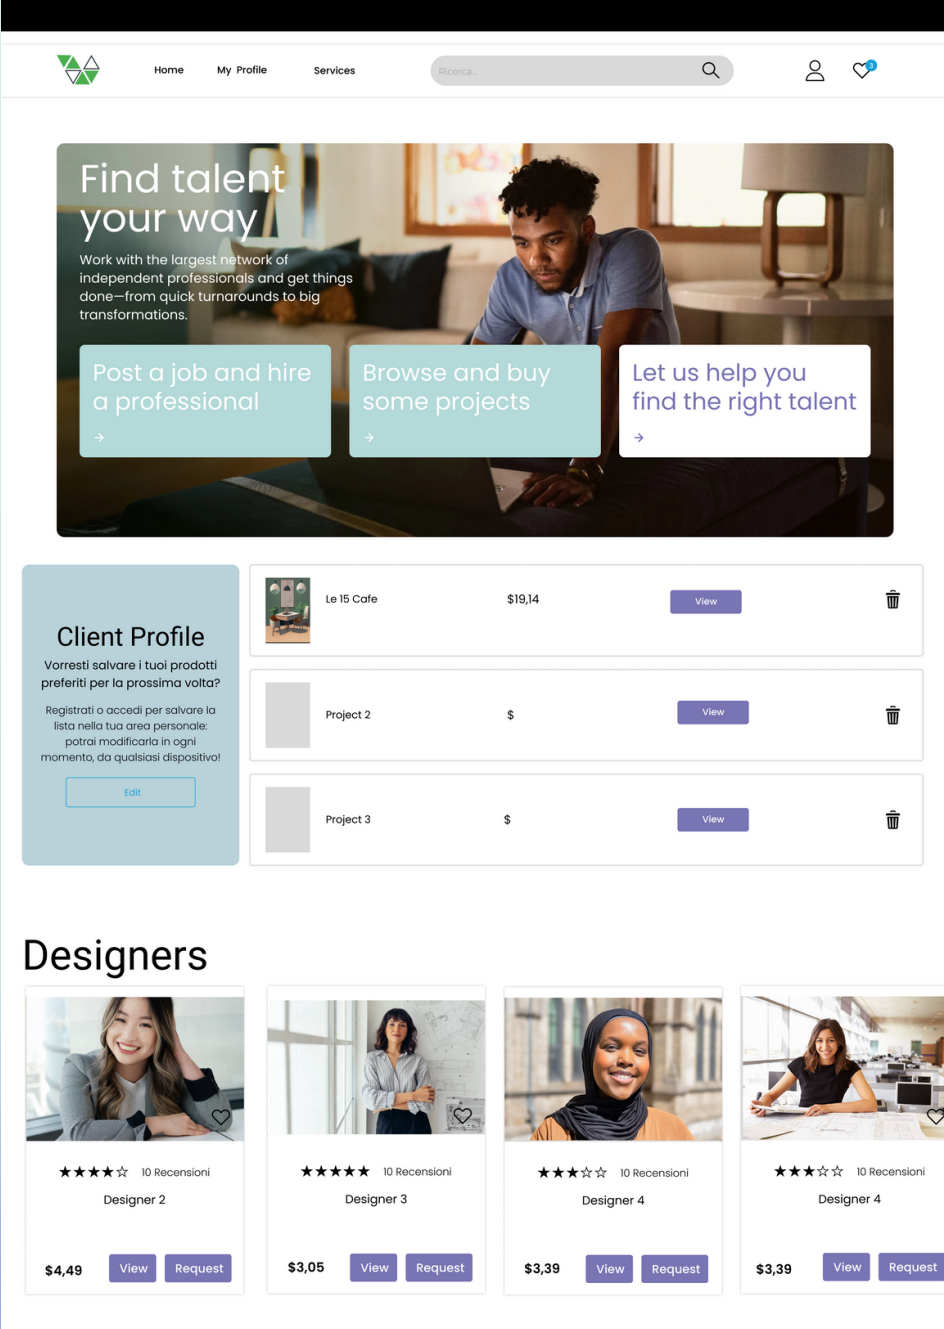 Home
My Profile
Services
Ricerca...
3
Find talent
your way
Work with the largest network of
independent professionals and get things
done—from quick turnarounds to big
transformations.
Post a job and hire
a professional
→
Browse and buy
some projects
→
Let us help you
find the right talent
→
Client Profile
Vorresti salvare i tuoi prodotti
preferiti per la prossima volta?
Registrati o accedi per salvare la
lista nella tua area personale:
potrai modificarla in ogni
momento, da qualsiasi dispositivo!
Edit
Le 15 Cafe
$19,14
View
Project 2
$
View
Project 3
$
View
Designers
★★★★☆ 10 Recensioni
Designer 2
$4,49
View
Request
★★★★★ 10 Recensioni
Designer 3
$3,05
View
Request
★★★☆☆ 10 Recensioni
Designer 4
$3,39
View
Request
★★★☆☆ 10 Recensioni
Designer 4
$3,39
View
Request